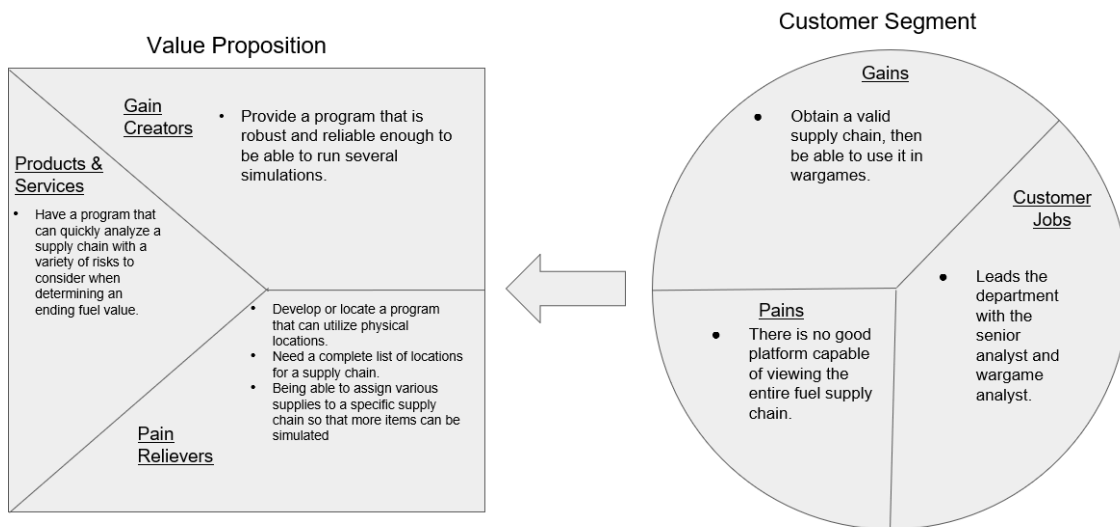 Value Proposition
Gain
Creators
• Provide a program that is
robust and reliable enough to
be able to run several
simulations.
Products &
Services
• Have a program that
can quickly analyze a
supply chain with a
variety of risks to
consider when
determining an
ending fuel value.
• Develop or locate a program
that can utilize physical
locations.
• Need a complete list of locations
for a supply chain.
• Being able to assign various
supplies to a specific supply
chain so that more items can be
simulated
Pain
Relievers
Customer Segment
Gains
• Obtain a valid
supply chain, then
be able to use it in
wargames.
Customer
Jobs
• Leads the
department with
the senior
analyst and
wargame
analyst.
Pains
• There is no good
platform capable
of viewing the
entire fuel supply
chain.